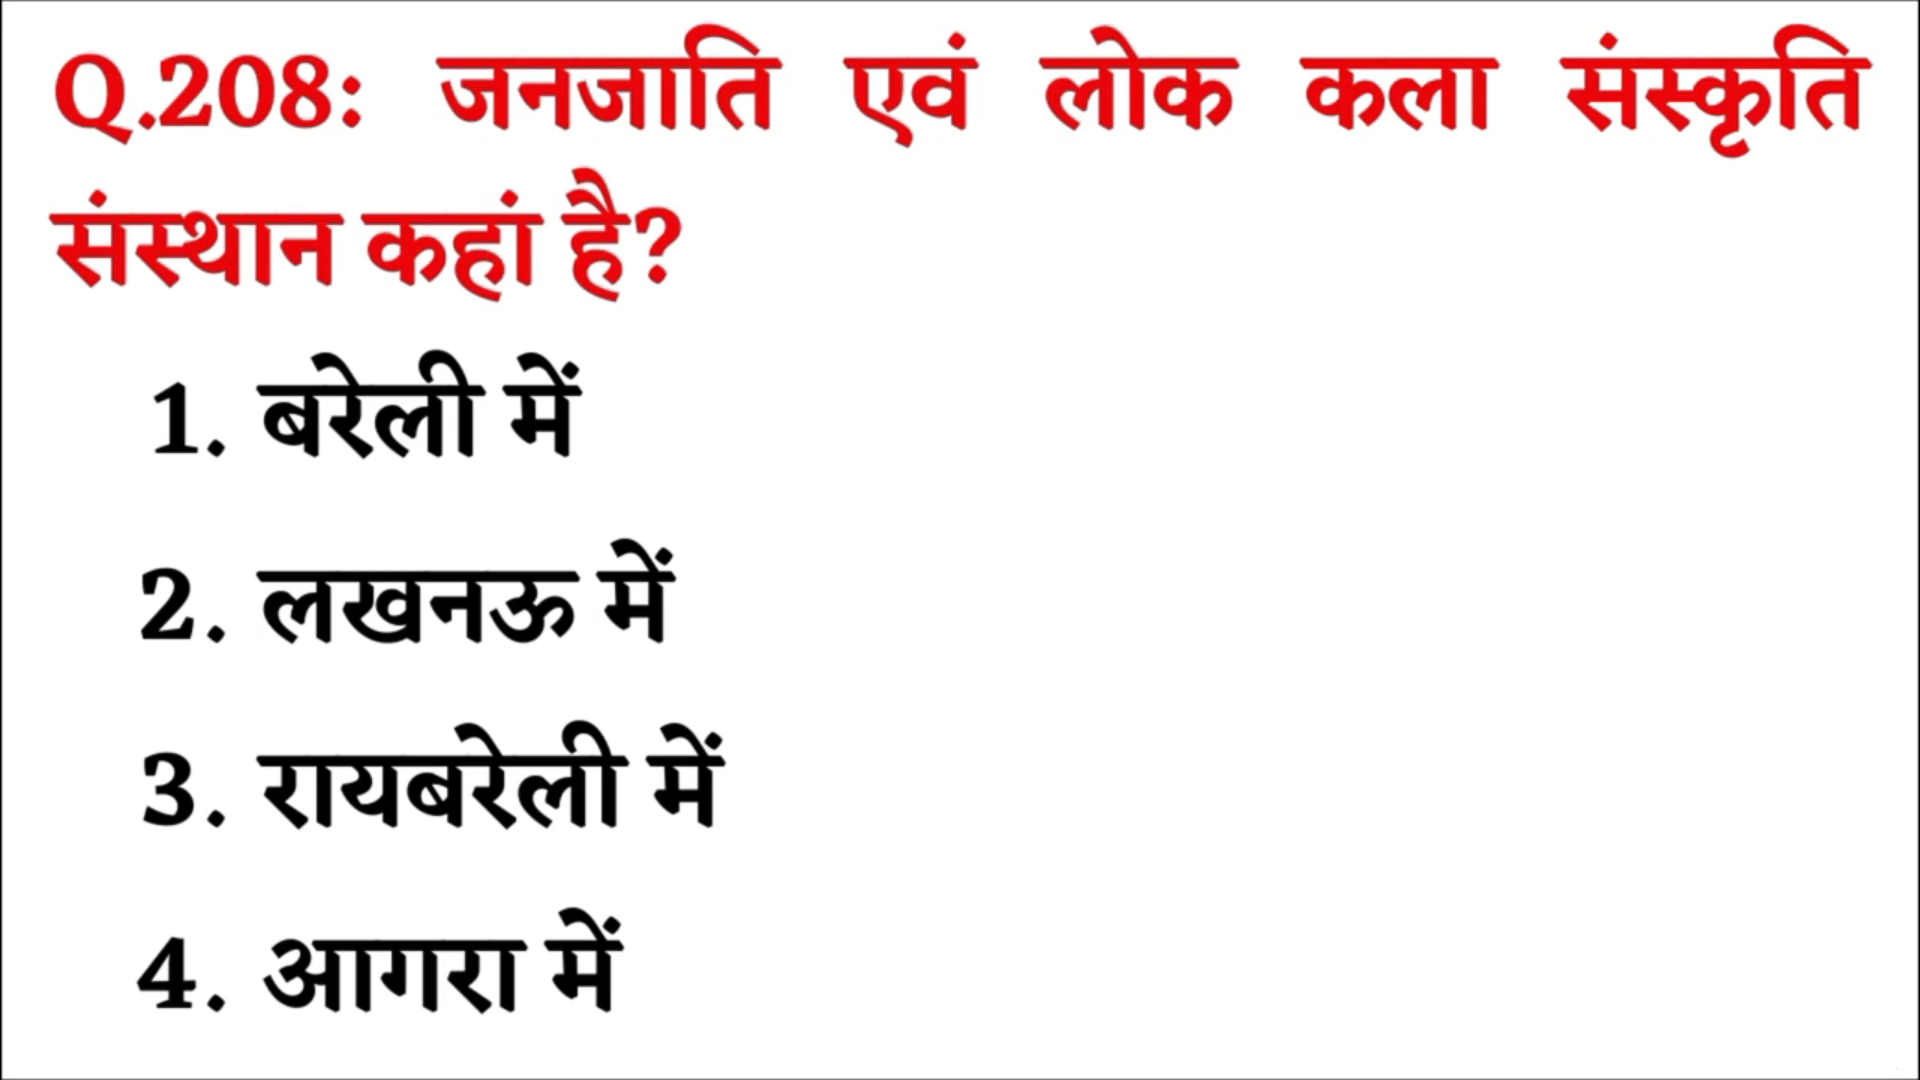 Q.208: जनजाति एवं लोक कला संस्कृति
संस्थान कहां है?
1. बरेली में
2. लखनऊ में
3. रायबरेली में
4. आगरा में